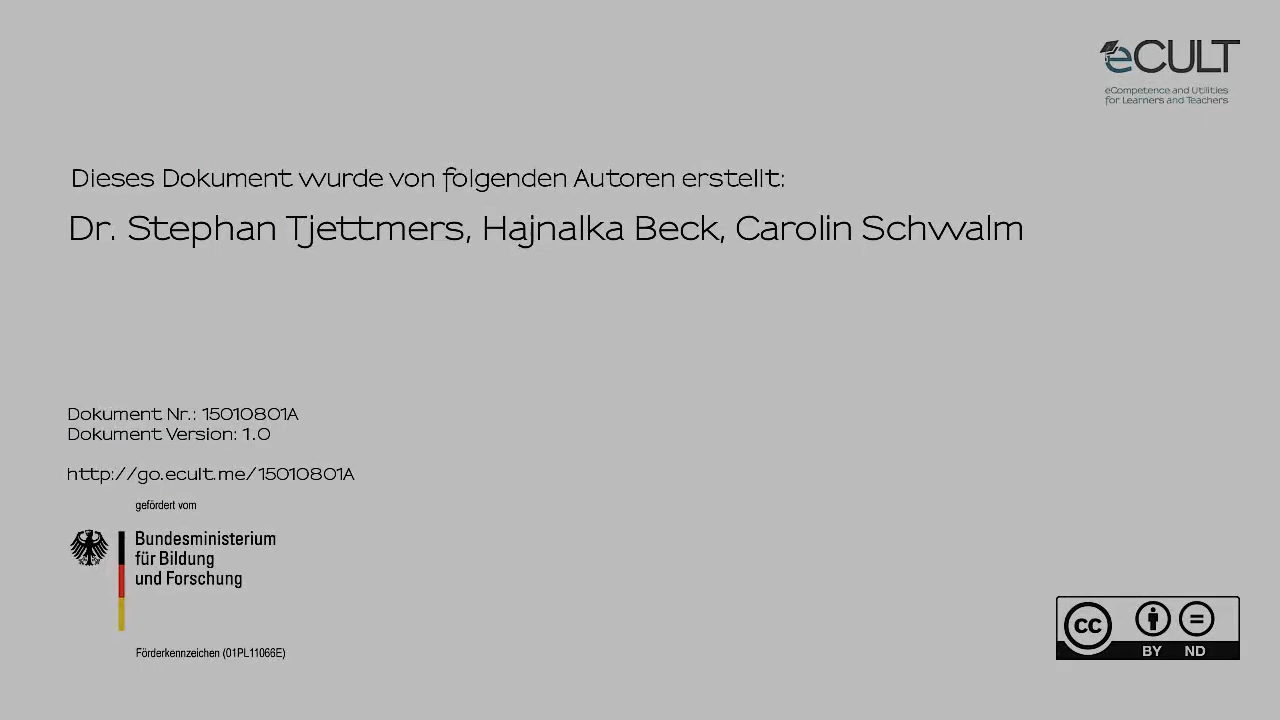 eCULT
eCompetence and Utilities
for Learners and Teachers
Dieses Dokument wurde von folgenden Autoren erstellt:
Dr. Stephan Tjettmers, Hajnalka Beck, Carolin Schwalm
Dokument Nr.: 15010801A
Dokument Version: 1.0
http://go.ecult.me/15010801A
gefördert vom
Bundesministerium
für Bildung
und Forschung
Förderkennzeichen (01PL11066E)
CC
BY ND